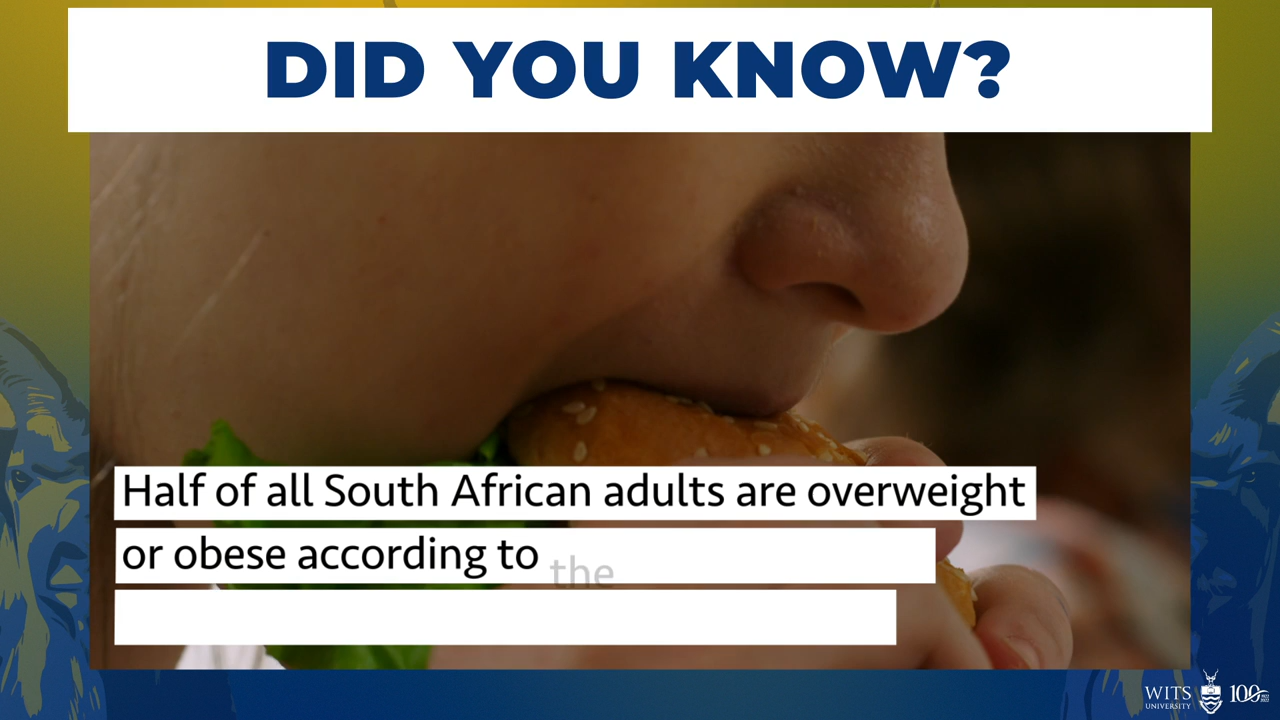 DID YOU KNOW?
Half of all South African adults are overweight
or obese according to the
WITS
UNIVERSITY
100